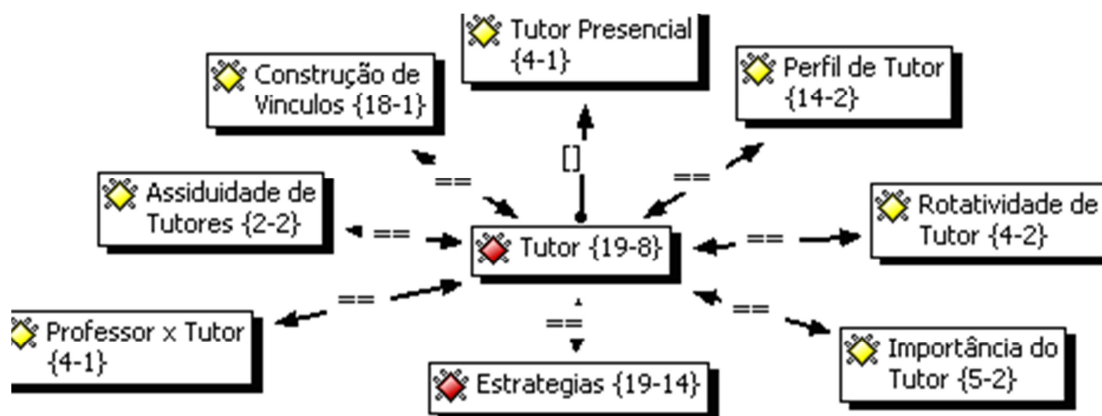 Tutor Presencial
{4-1}
Construção de
Vinculos {18-1}
Perfil de Tutor
{14-2}
[]
==
==
Assiduidade de
Tutores {2-2}
Rotatividade de
Tutor {4-2}
==
Tutor {19-8}
==
==
==
==
Professor x Tutor
{4-1}
Estrategias {19-14}
Importância do
Tutor {5-2}